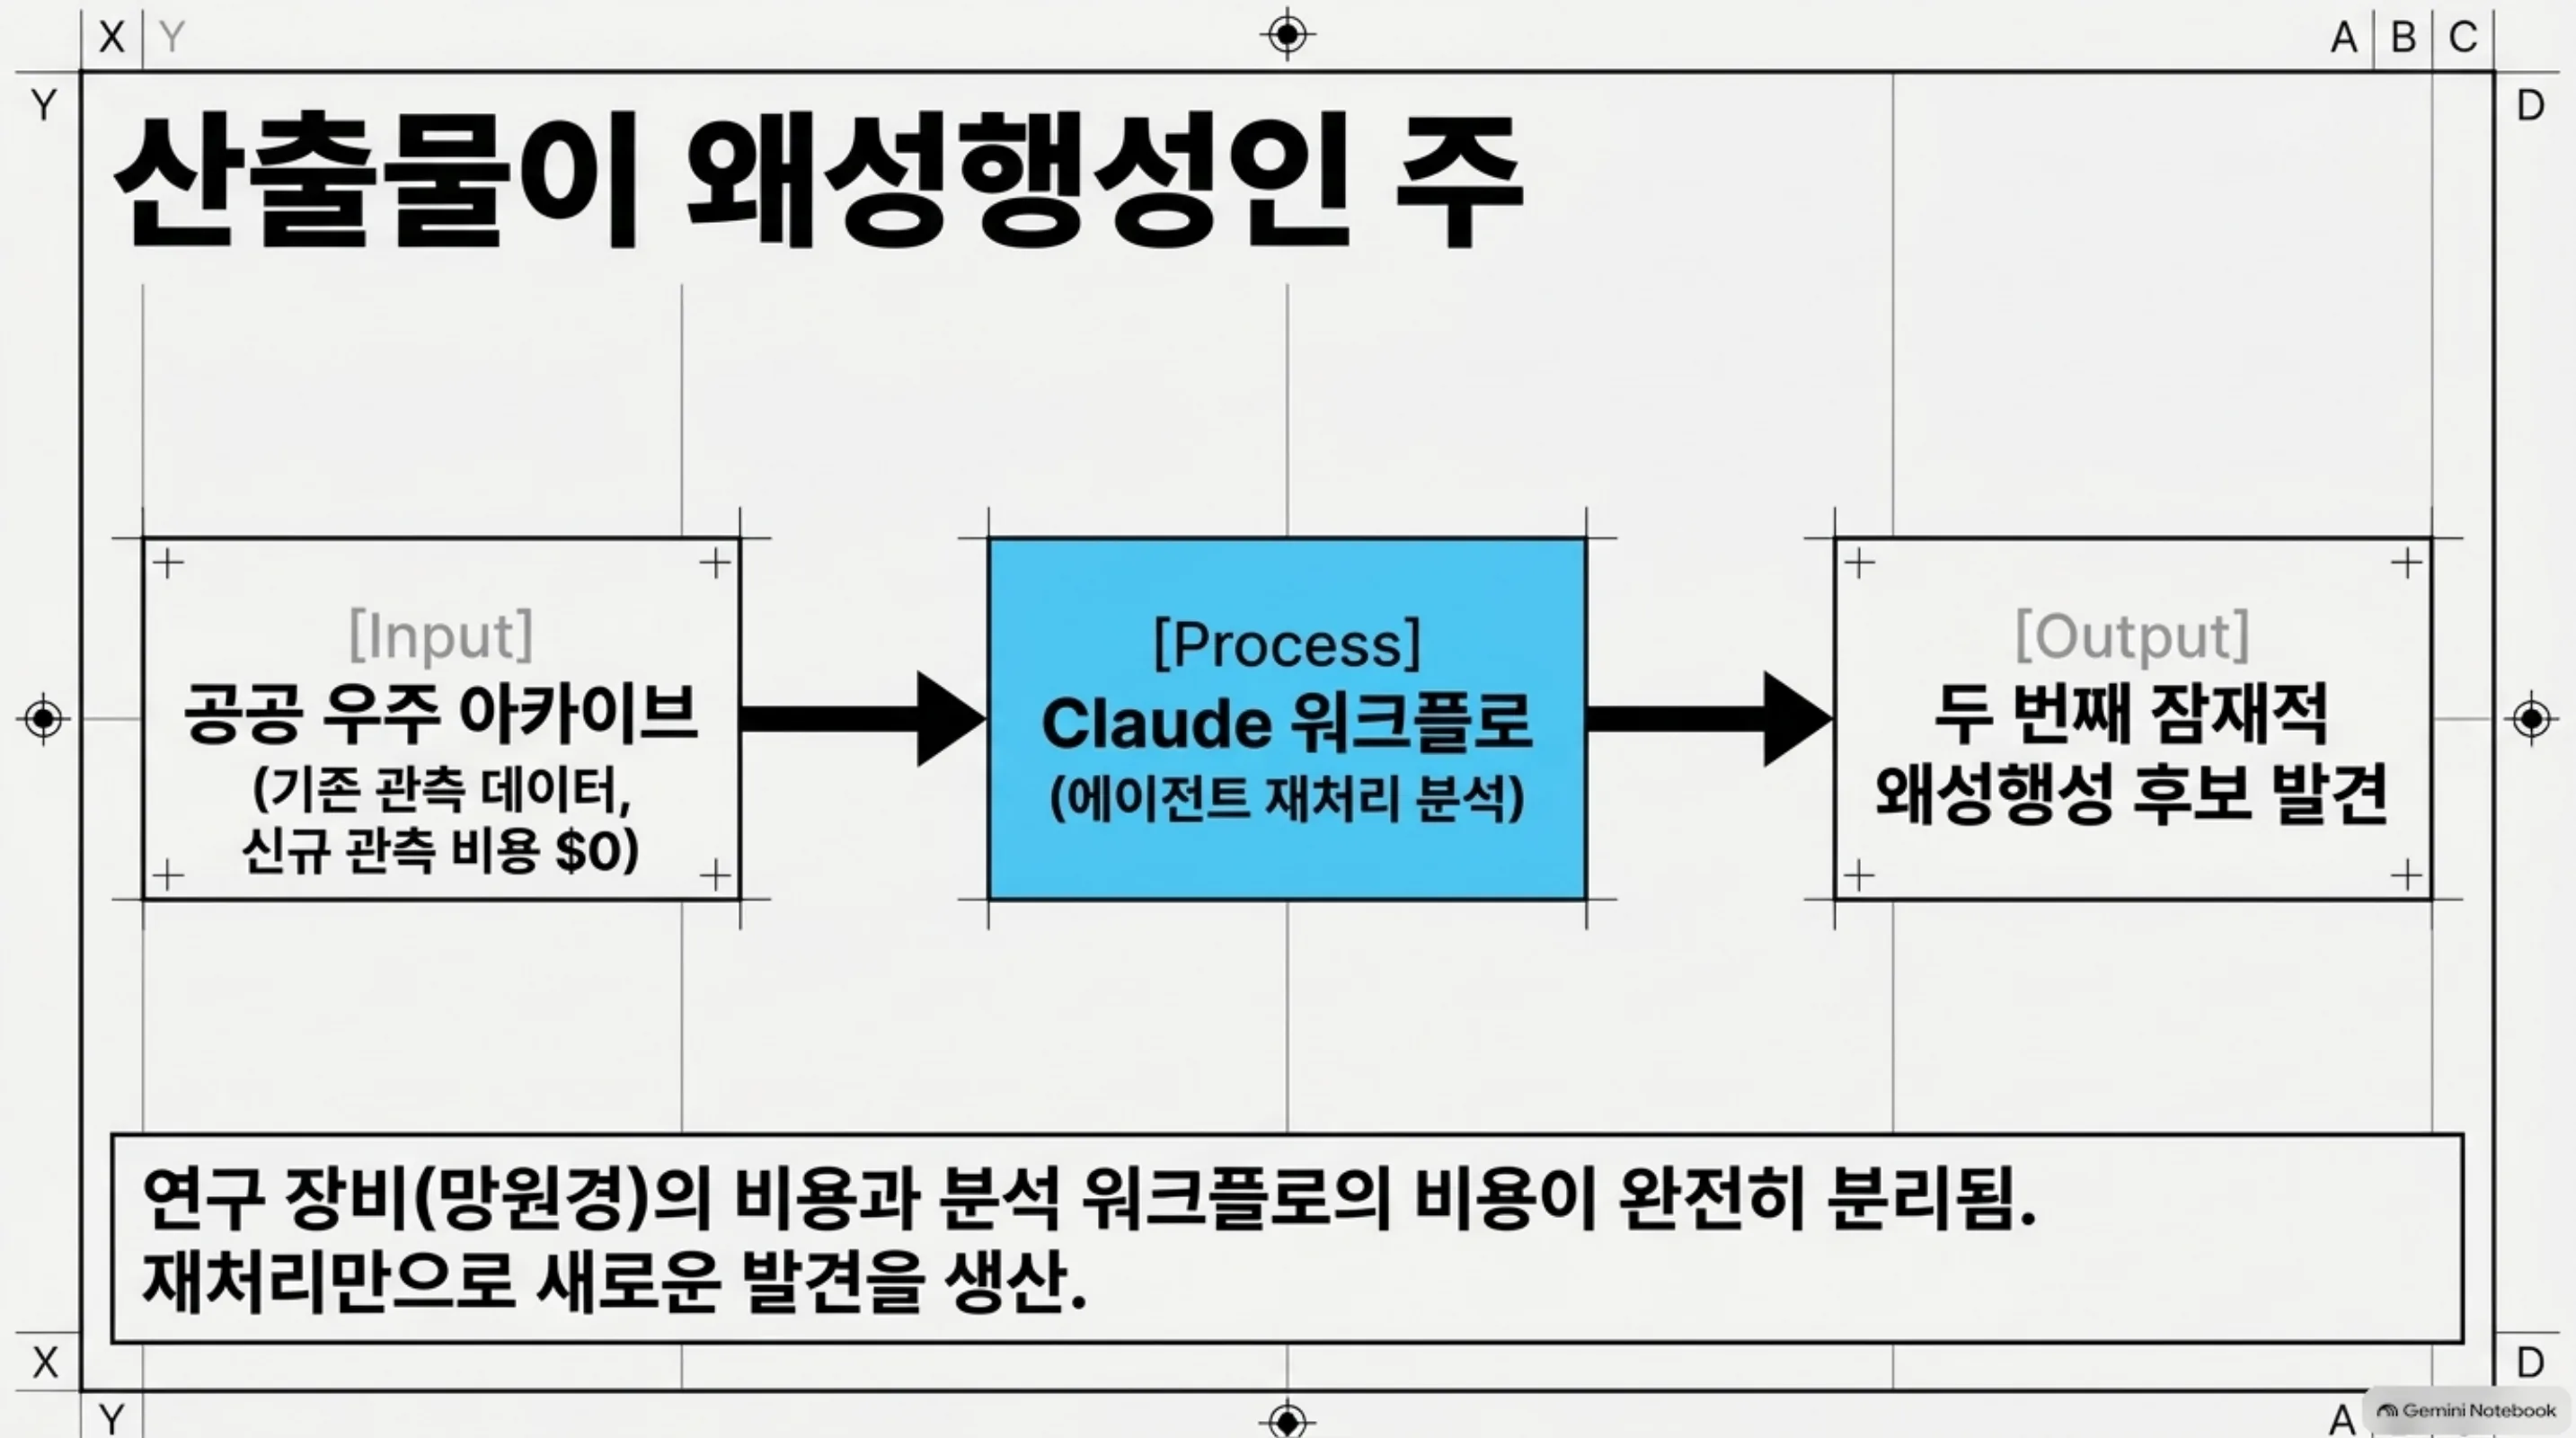 X Y A B C
Y D
산출물이 왜성행성인 주
[Input]
공공 우주 아카이브
(기존 관측 데이터,
신규 관측 비용 $0)
[Process]
Claude 워크플로
(에이전트 재처리 분석)
[Output]
두 번째 잠재적
왜성행성 후보 발견
연구 장비(망원경)의 비용과 분석 워크플로의 비용이 완전히 분리됨.
재처리만으로 새로운 발견을 생산.
X D
Y A
Gemini Notebook